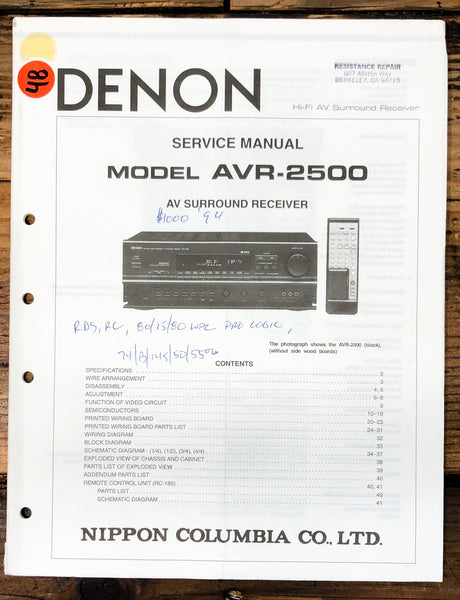 RESISTANCE REPAIR
BERKELEY, CA 94710
DENON
Hi-Fi AV Surround Receiver
SERVICE MANUAL
MODEL AVR-2500
AV SURROUND RECEIVER
$1000 '94
DENON
RDS, RC, 80/15/80 WPC PRO LOGIC,
The photograph shows the AVR-2500 (black).
(without side wood boards)
CONTENTS
SPECIFICATIONS 2
WIRE ARRANGEMENT 3
DISASSEMBLY 4, 5
ADJUSTMENT 6~8
FUNCTION OF VIDEO CIRCUIT 9
SEMICONDUCTORS 10~19
PRINTED WIRING BOARD 20~23
PRINTED WIRING BOARD PARTS LIST 24~31
WIRING DIAGRAM 32
BLOCK DIAGRAM 33
SCHEMATIC DIAGRAM - (1/4), (1/2), (3/4), (4/4) 34~37
EXPLODED VIEW OF CHASSIS AND CABINET 38
PARTS LIST OF EXPLODED VIEW 39
ADDENDUM PARTS LIST 40
REMOTE CONTROL UNIT (RC-160) 40, 41
PARTS LIST 40
SCHEMATIC DIAGRAM 41
NIPPON COLUMBIA CO., LTD.